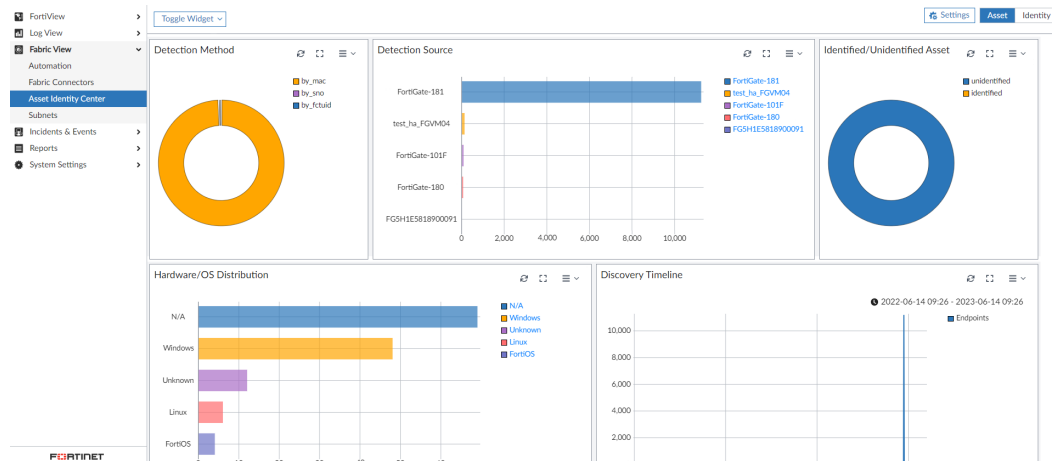 FortiView
Log View
Fabric View
Automation
Fabric Connectors
Asset Identity Center
Subnets
Incidents & Events
Reports
System Settings
FORTINET
Toggle Widget
Settings
Asset
Identity
Detection Method
by_mac
by_sno
by_fctuid
Detection Source
FortiGate-181
test_ha_FGVM04
FortiGate-101F
FortiGate-180
FG5H1E5818900091
0 2,000 4,000 6,000 8,000 10,000
FortiGate-181
test_ha_FGVM04
FortiGate-101F
FortiGate-180
FG5H1E5818900091
Identified/Unidentified Asset
unidentified
identified
Hardware/OS Distribution
N/A
Windows
Unknown
Linux
FortiOS
N/A
Windows
Unknown
Linux
FortiOS
Discovery Timeline
2022-06-14 09:26 - 2023-06-14 09:26
Endpoints
10,000
8,000
6,000
4,000
2,000